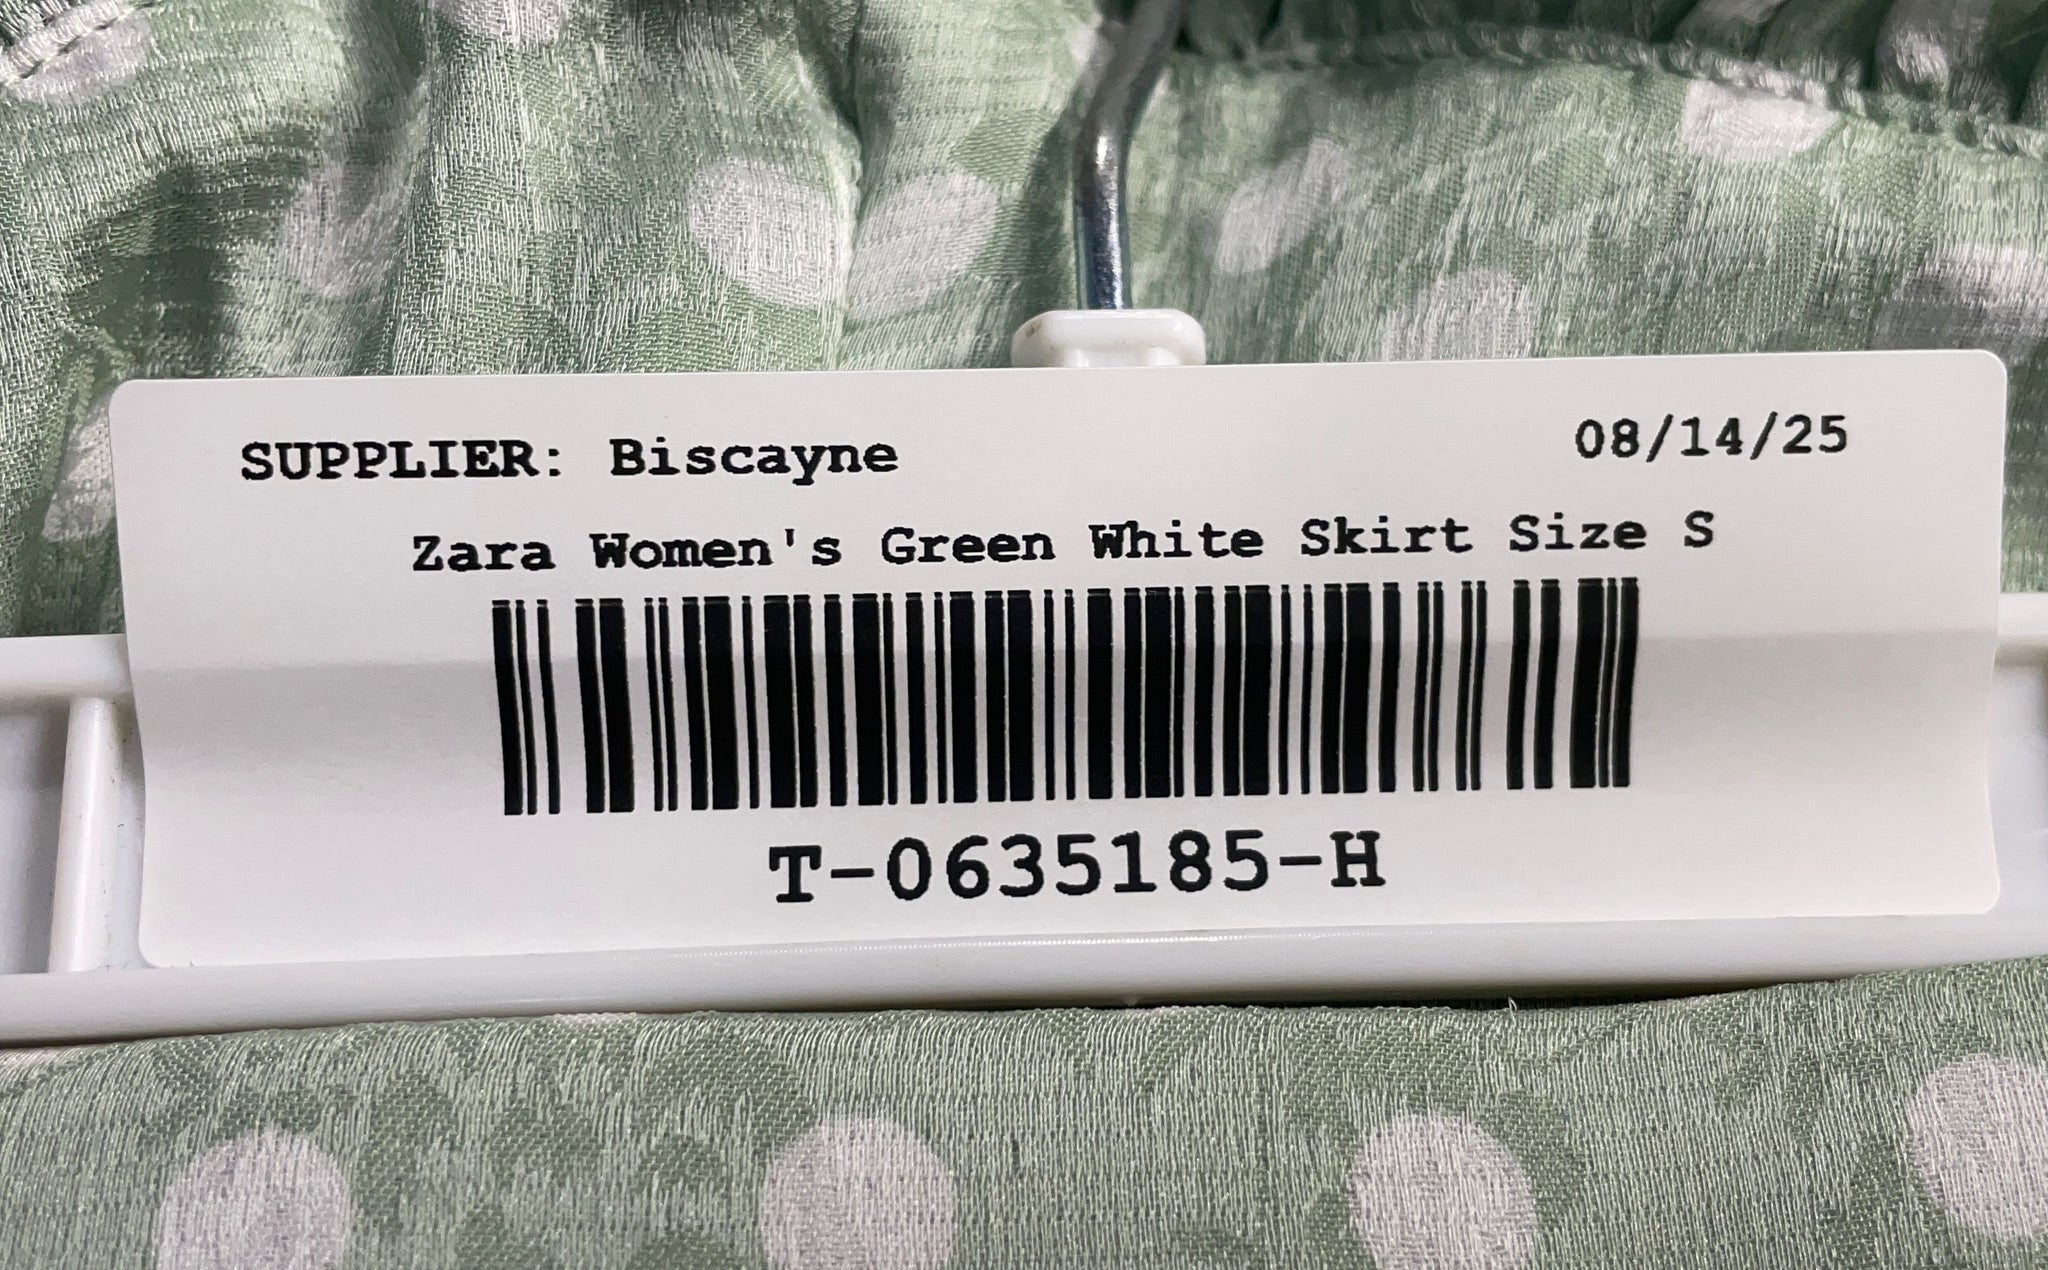 SUPPLIER: Biscayne 08/14/25
Zara Women's Green White Skirt Size S
T-0635185-H